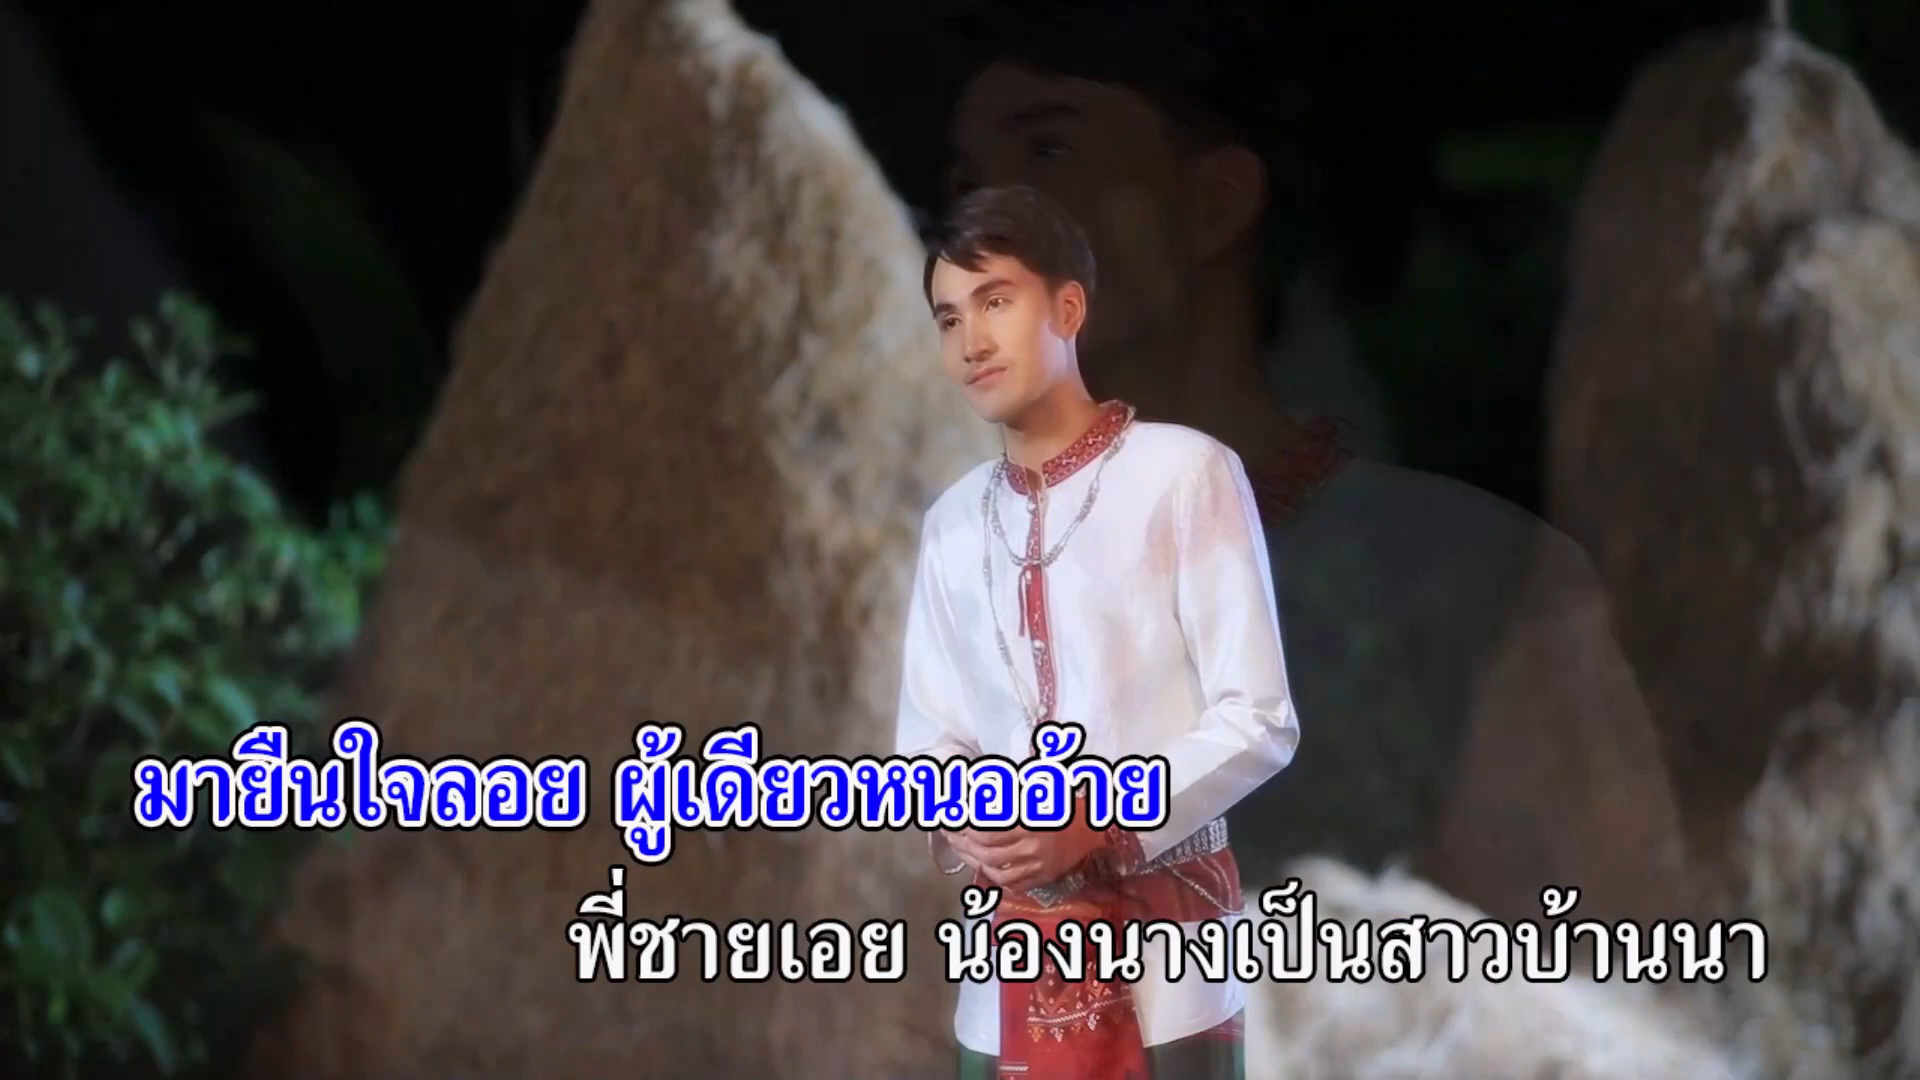 มายืนใจลอย ผู้เดียวหนออ้าย
พี่ชายเอย น้องนางเป็นสาวบ้านนา